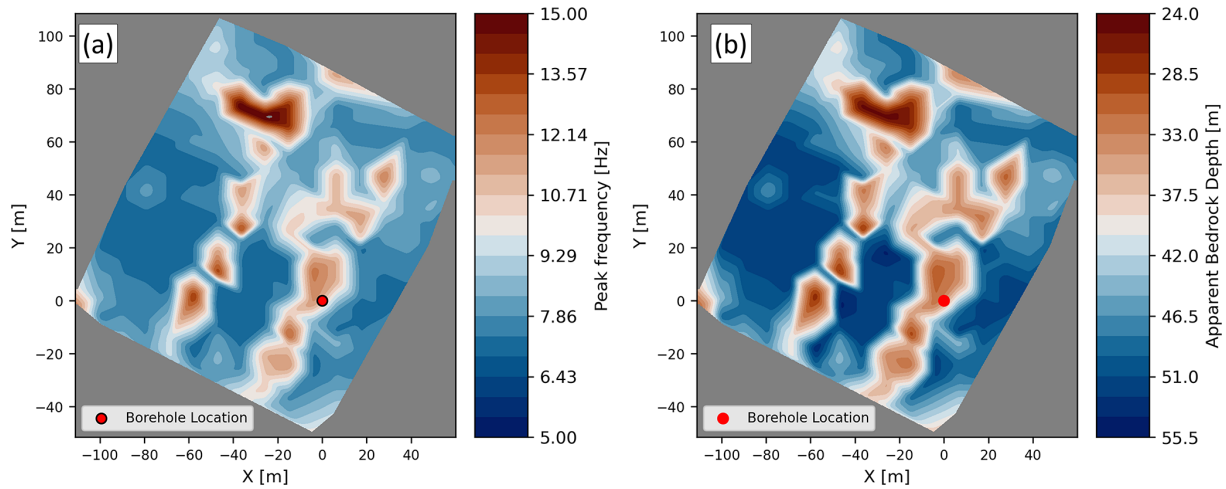 (a)
100
80
60
40
20
0
−20
−40
Y [m]
−100 −80 −60 −40 −20 0 20 40
X [m]
Borehole Location
15.00
13.57
12.14
10.71
9.29
7.86
6.43
5.00
Peak frequency [Hz]
(b)
100
80
60
40
20
0
−20
−40
Y [m]
−100 −80 −60 −40 −20 0 20 40
X [m]
Borehole Location
24.0
28.5
33.0
37.5
42.0
46.5
51.0
55.5
Apparent Bedrock Depth [m]